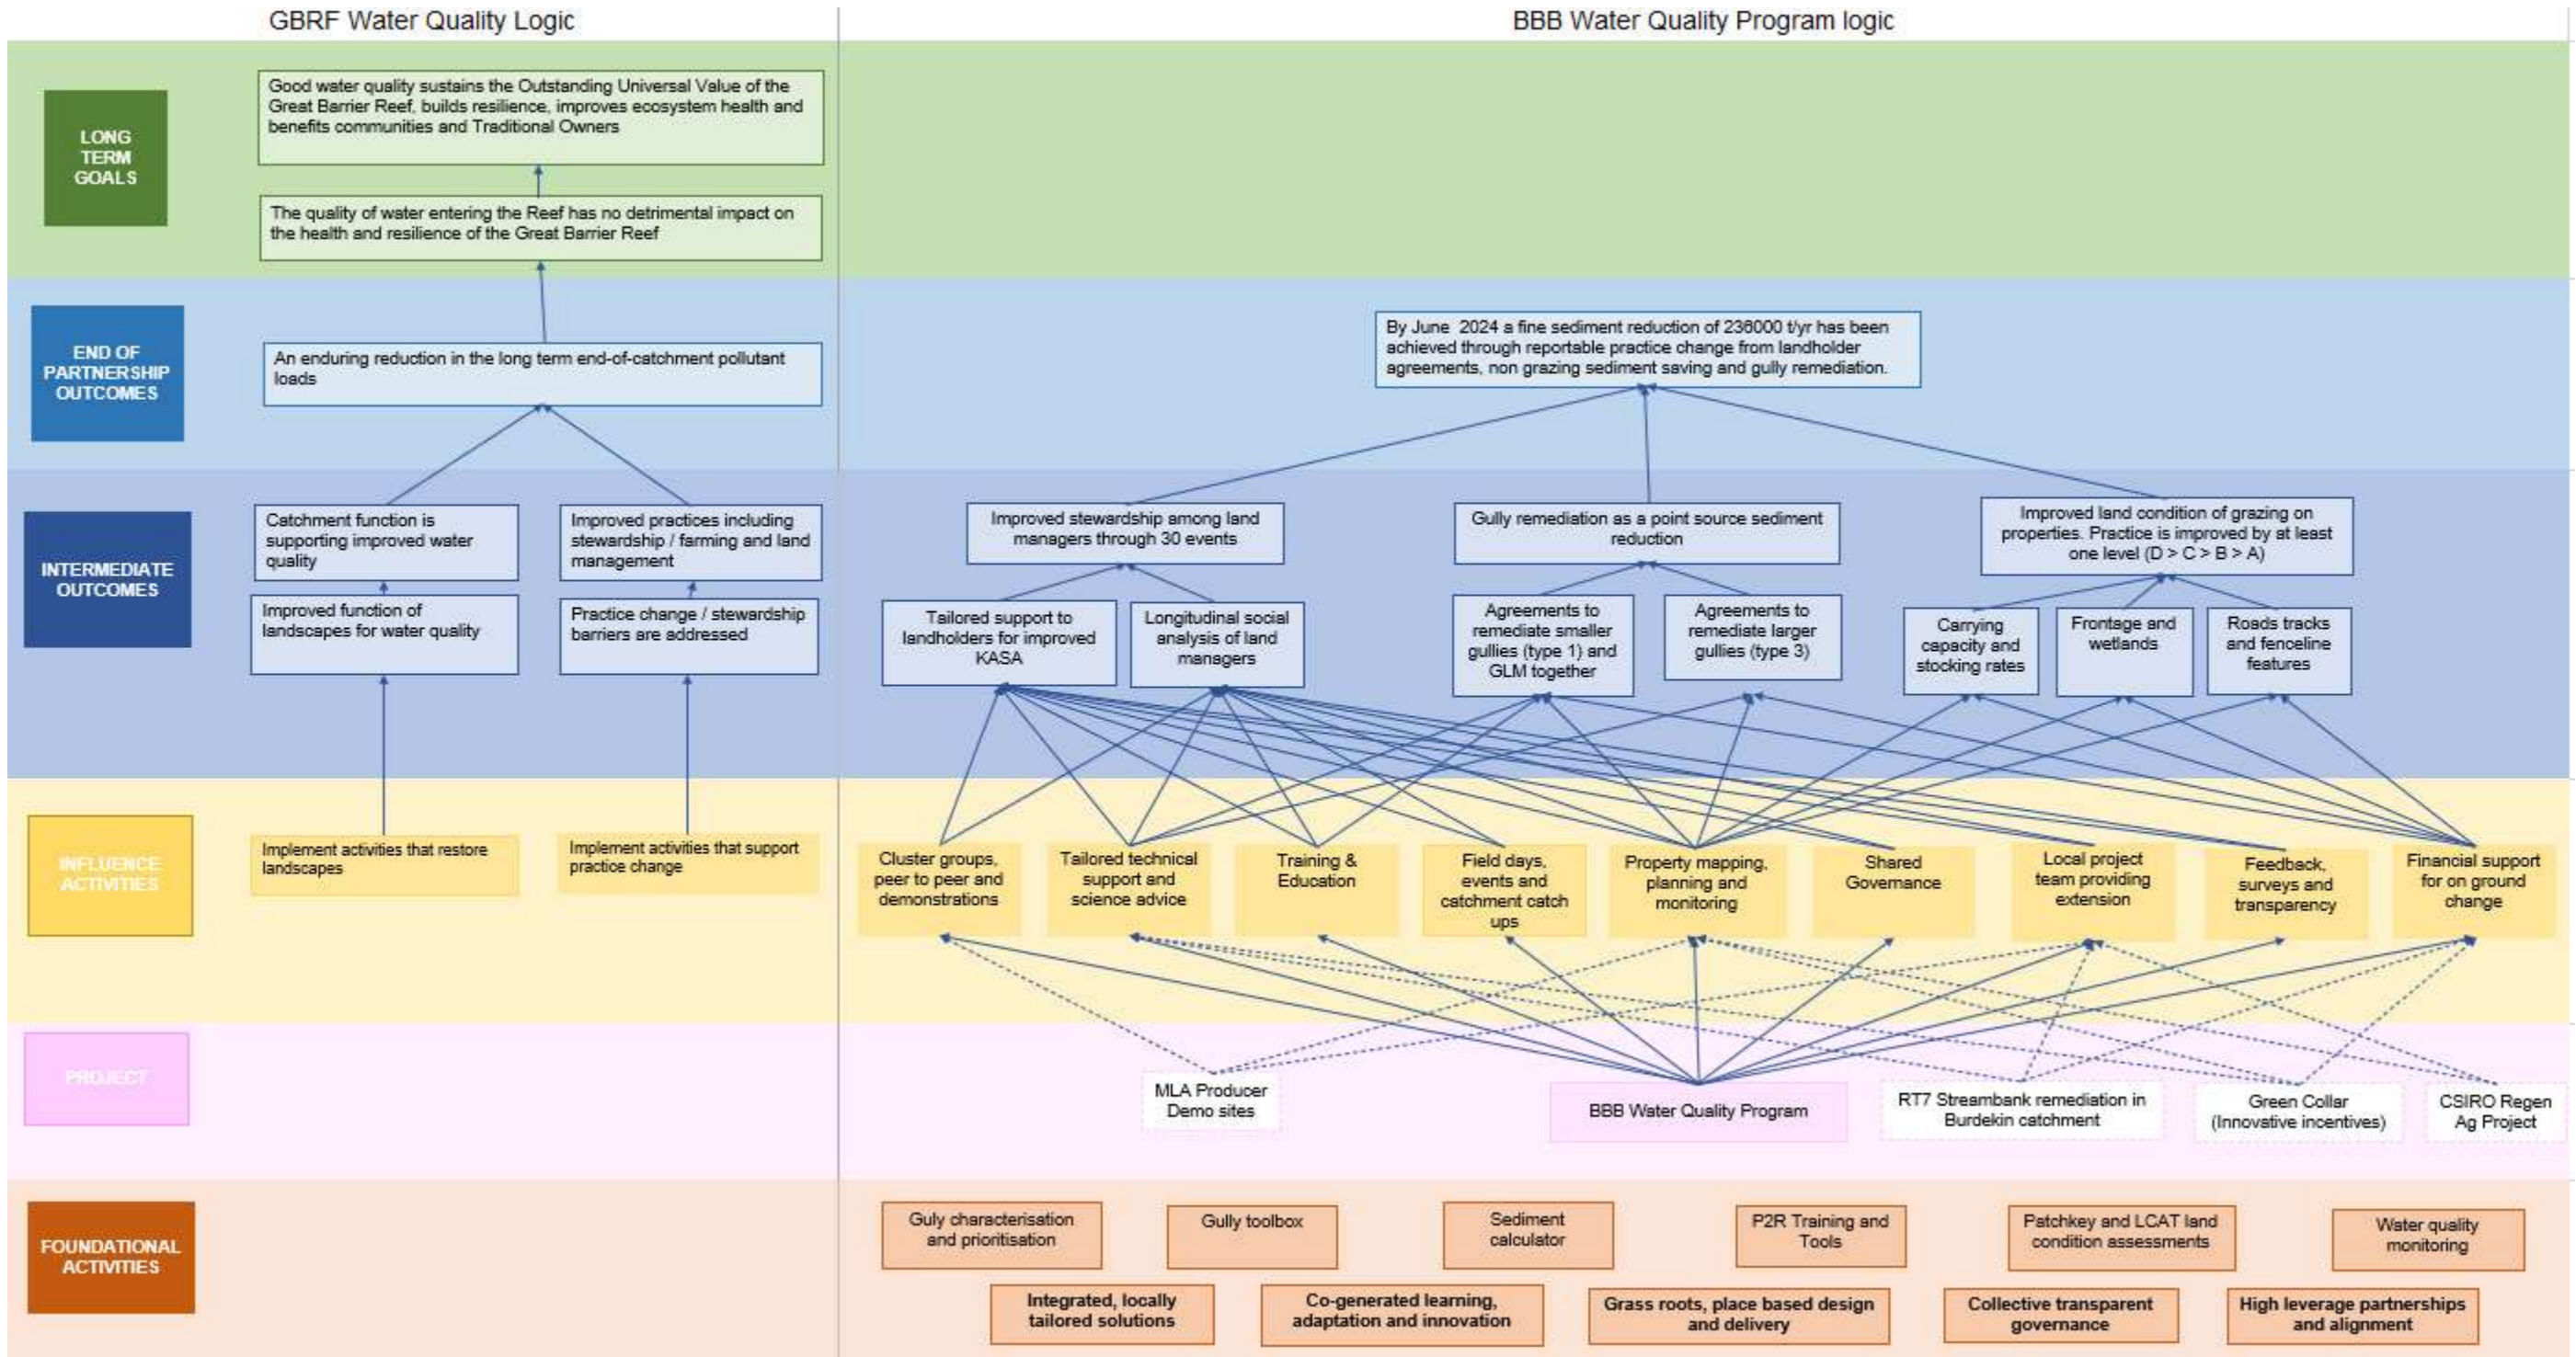 GBRF Water Quality Logic
BBB Water Quality Program logic
LONG
TERM
GOALS
Good water quality sustains the Outstanding Universal Value of the
Great Barrier Reef, builds resilience, improves ecosystem health and
benefits communities and Traditional Owners
The quality of water entering the Reef has no detrimental impact on
the health and resilience of the Great Barrier Reef
END OF
PARTNERSHIP
OUTCOMES
An enduring reduction in the long term end-of-catchment pollutant
loads
By June 2024 a fine sediment reduction of 236000 t/yr has been
achieved through reportable practice change from landholder
agreements, non grazing sediment saving and gully remediation.
INTERMEDIATE
OUTCOMES
Catchment function is
supporting improved water
quality
Improved practices including
stewardship / farming and land
management
Improved function of
landscapes for water quality
Practice change / stewardship
barriers are addressed
Improved stewardship among land
managers through 30 events
Gully remediation as a point source sediment
reduction
Improved land condition of grazing on
properties. Practice is improved by at least
one level (D > C > B > A)
Tailored support to
landholders for improved
KASA
Longitudinal social
analysis of land
managers
Agreements to
remediate smaller
gullies (type 1) and
GLM together
Agreements to
remediate larger
gullies (type 3)
Carrying
capacity and
stocking rates
Frontage and
wetlands
Roads tracks
and fenceline
features
INFLUENCE
ACTIVITIES
Implement activities that restore
landscapes
Implement activities that support
practice change
Cluster groups,
peer to peer and
demonstrations
Tailored technical
support and
science advice
Training &
Education
Field days,
events and
catchment catch
ups
Property mapping,
planning and
monitoring
Shared
Governance
Local project
team providing
extension
Feedback,
surveys and
transparency
Financial support
for on ground
change
PROJECT
MLA Producer
Demo sites
BBB Water Quality Program
RT7 Streambank remediation in
Burdekin catchment
Green Collar
(Innovative incentives)
CSIRO Regen
Ag Project
FOUNDATIONAL
ACTIVITIES
Guly characterisation
and prioritisation
Gully toolbox
Sediment
calculator
P2R Training and
Tools
Patchkey and LCAT land
condition assessments
Water quality
monitoring
Integrated, locally
tailored solutions
Co-generated learning,
adaptation and innovation
Grass roots, place based design
and delivery
Collective transparent
governance
High leverage partnerships
and alignment